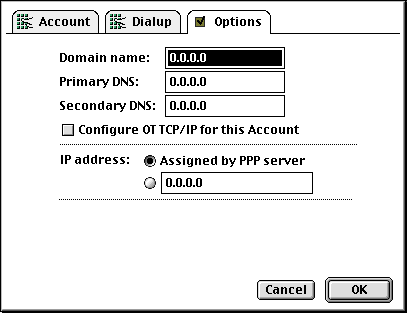 Account Dialup Options
Domain name: 0.0.0.0
Primary DNS: 0.0.0.0
Secondary DNS: 0.0.0.0
Configure OT TCP/IP for this Account
IP address: Assigned by PPP server
0.0.0.0
Cancel OK